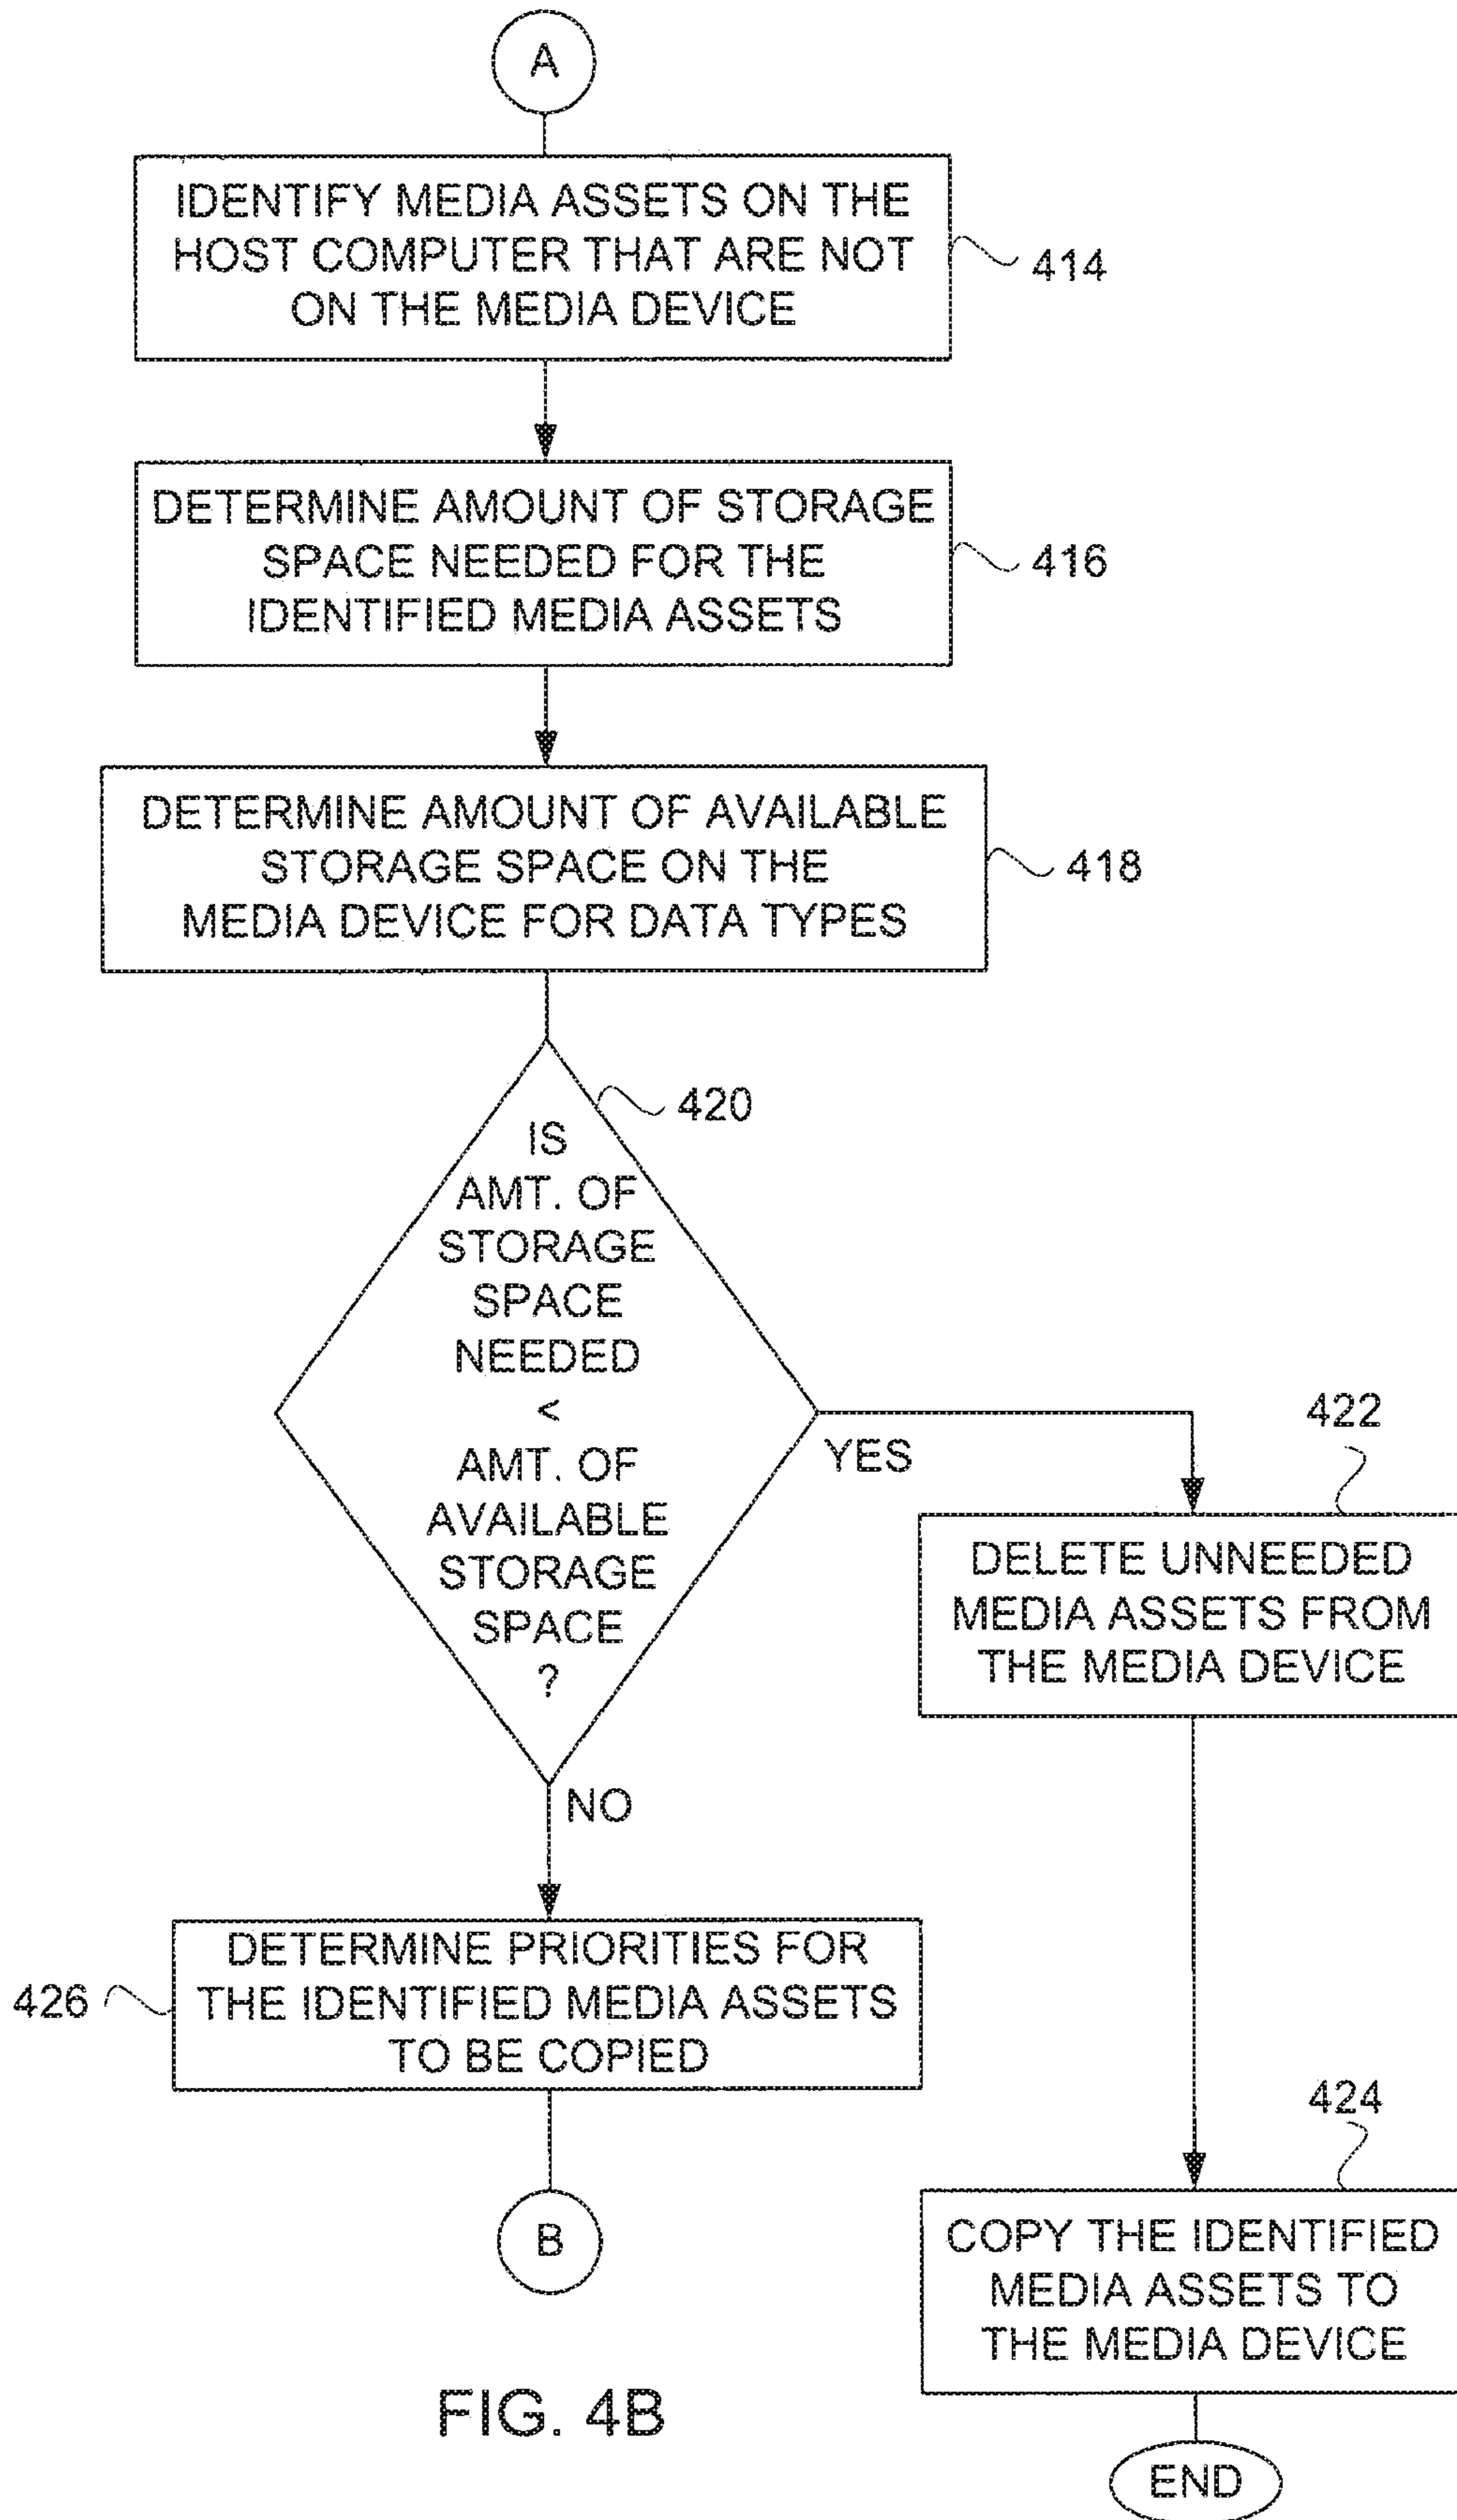 A
IDENTIFY MEDIA ASSETS ON THE
HOST COMPUTER THAT ARE NOT
ON THE MEDIA DEVICE
414
DETERMINE AMOUNT OF STORAGE
SPACE NEEDED FOR THE
IDENTIFIED MEDIA ASSETS
416
DETERMINE AMOUNT OF AVAILABLE
STORAGE SPACE ON THE
MEDIA DEVICE FOR DATA TYPES
418
420
IS
AMT. OF
STORAGE
SPACE
NEEDED
<
AMT. OF
AVAILABLE
STORAGE
SPACE
?
YES
422
DELETE UNNEEDED
MEDIA ASSETS FROM
THE MEDIA DEVICE
NO
426
DETERMINE PRIORITIES FOR
THE IDENTIFIED MEDIA ASSETS
TO BE COPIED
424
COPY THE IDENTIFIED
MEDIA ASSETS TO
THE MEDIA DEVICE
B
FIG. 4B
END